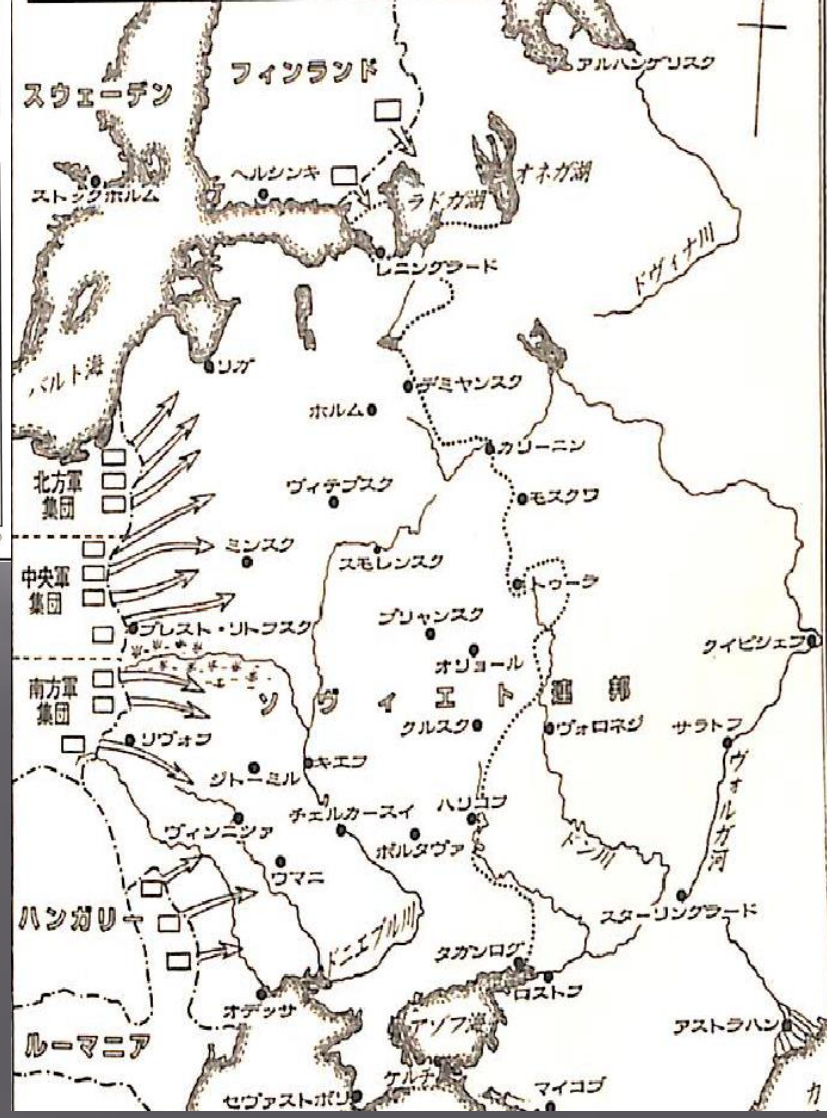 アルハンゲリスク
フィンランド
スウェーデン
ヘルシンキ
オネガ湖
ストックホルム
ラドガ湖
レニングラード
ドヴィナ川
リガ
バルト海
デミヤンスク
ホルム
カリーニン
北方軍
集団
ヴィテブスク
モスクワ
ミンスク
スモレンスク
中央軍
集団
トゥーラ
ブレスト・リトフスク
ブリャンスク
クイビシェフ
オリョール
南方軍
集団
ソヴィエト連邦
クルスク
ヴォロネジ
サラトフ
リヴォフ
ジトーミル
キエフ
ヴォルガ河
ヴィンニツァ
チェルカースイ
ハリコフ
ポルタヴァ
ドン川
ウマニ
ハンガリー
スターリングラード
ドニエプル川
タガンログ
ロストフ
オデッサ
アゾフ海
アストラハン
ルーマニア
ケルチ
マイコプ
セヴァストポリ
カ